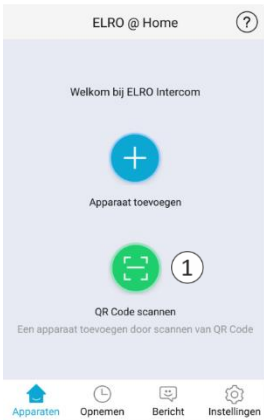 ELRO @ Home
?
Welkom bij ELRO Intercom
Apparaat toevoegen
1
QR Code scannen
Een apparaat toevoegen door scannen van QR Code
Apparaten Opnemen Bericht Instellingen